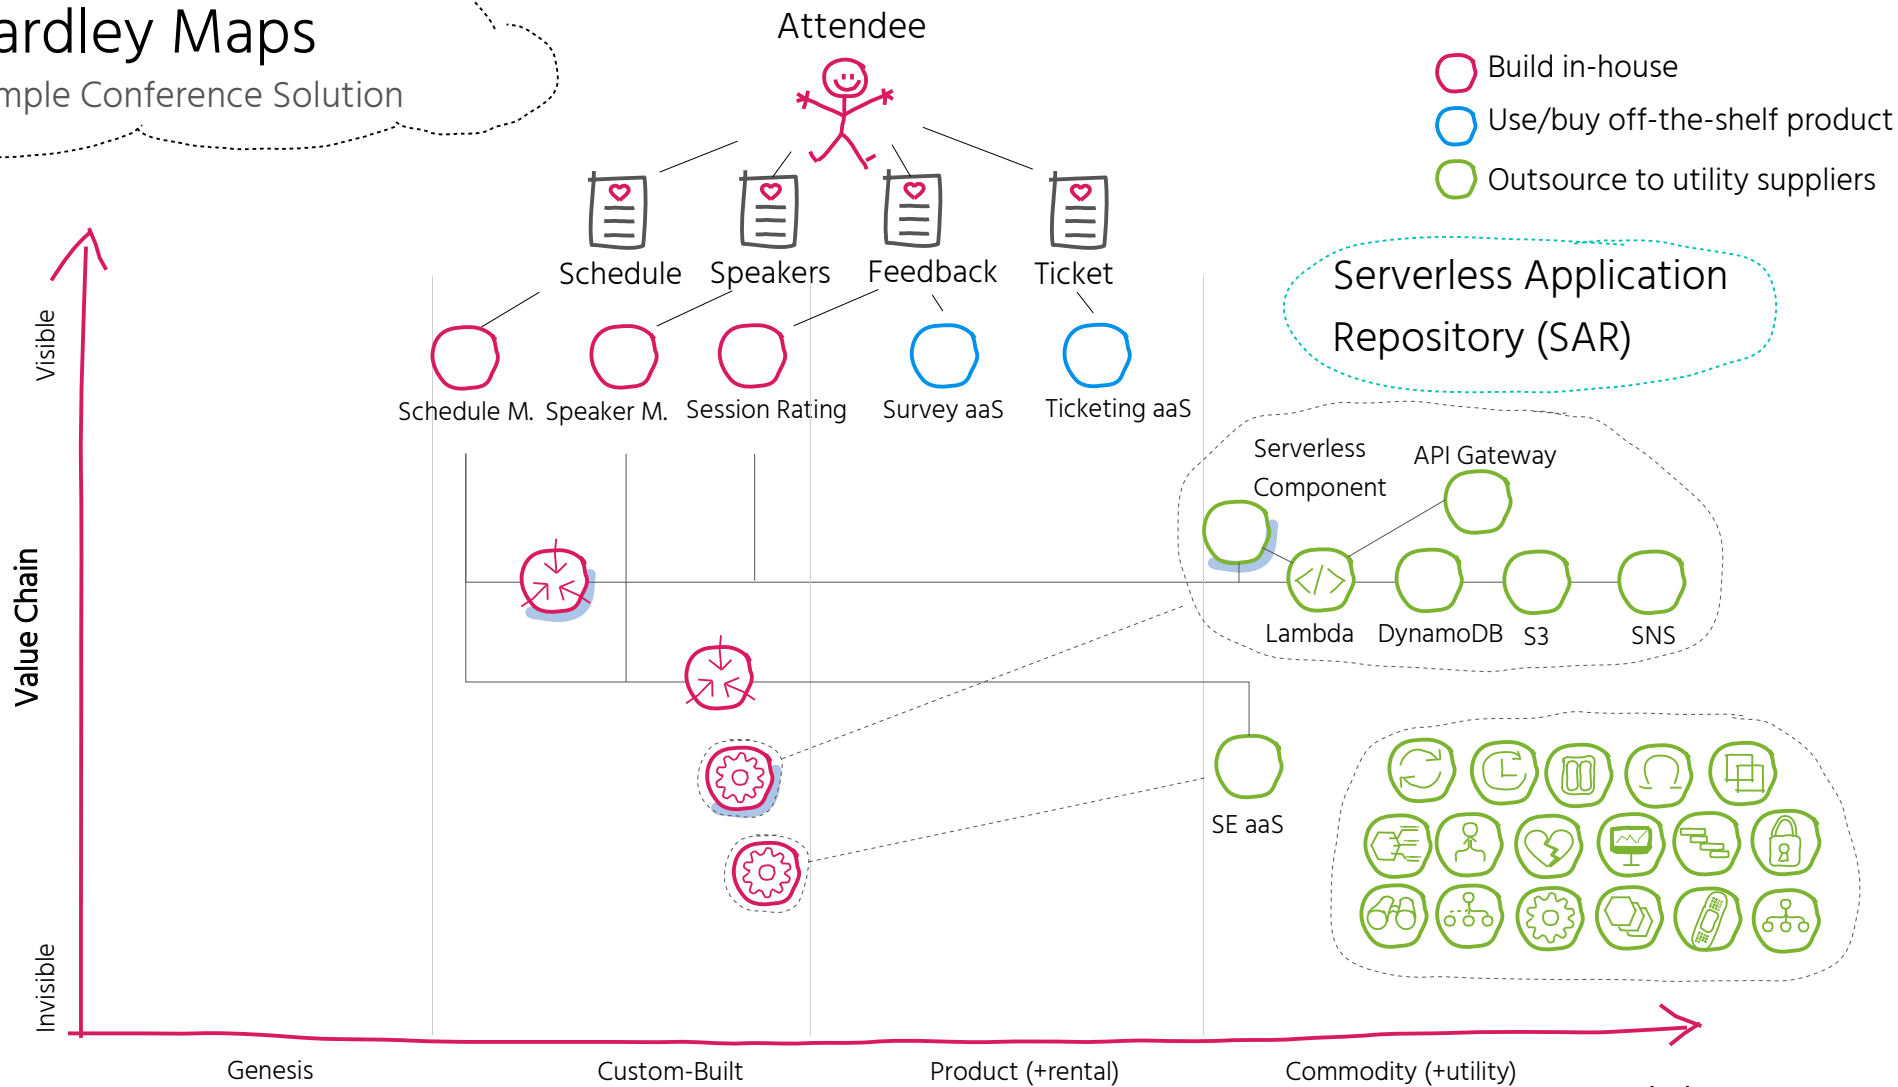 ardley Maps
mple Conference Solution
Attendee
Build in-house
Use/buy off-the-shelf product
Outsource to utility suppliers
Schedule
Speakers
Feedback
Ticket
Serverless Application
Repository (SAR)
Visible
Schedule M.
Speaker M.
Session Rating
Survey aaS
Ticketing aaS
Serverless
Component
API Gateway
Value Chain
Lambda
DynamoDB
S3
SNS
SE aaS
Invisible
Genesis
Custom-Built
Product (+rental)
Commodity (+utility)